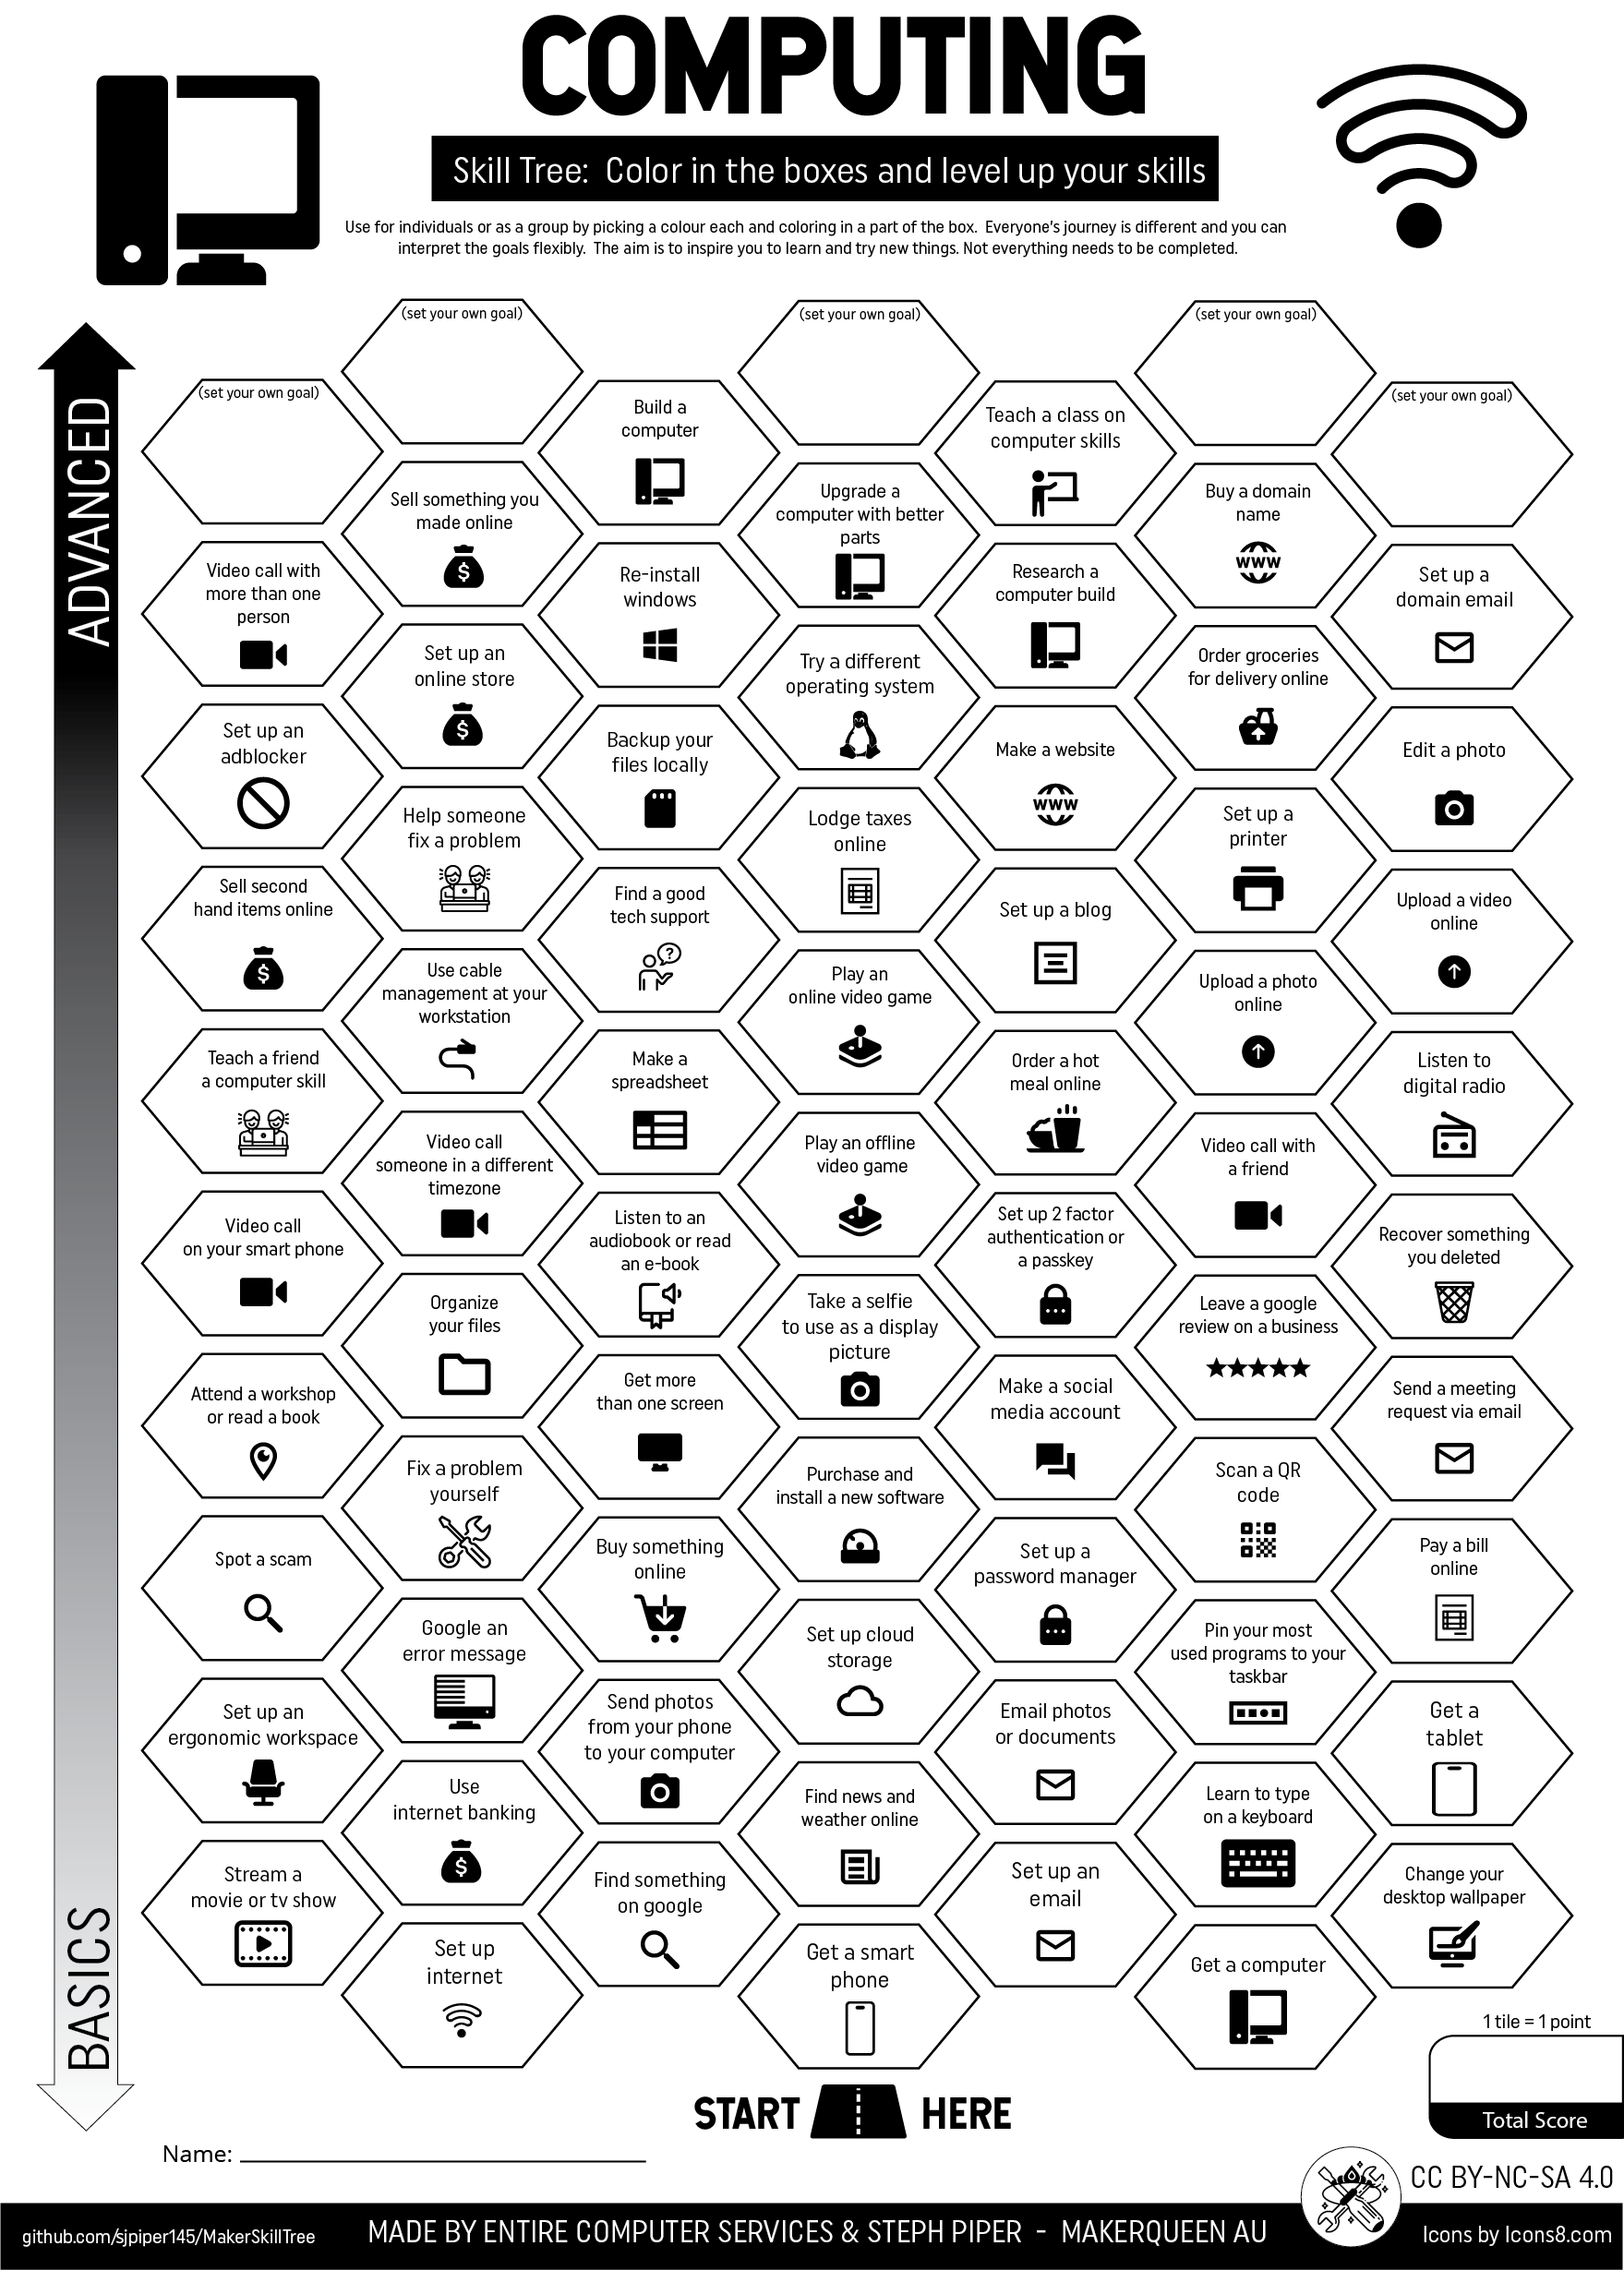 COMPUTING
Skill Tree: Color in the boxes and level up your skills
Use for individuals or as a group by picking a colour each and coloring in a part of the box. Everyone's journey is different and you can
interpret the goals flexibly. The aim is to inspire you to learn and try new things. Not everything needs to be completed.
ADVANCED
BASICS
(set your own goal)
Video call with
more than one
person
Set up an
adblocker
Sell second
hand items online
Teach a friend
a computer skill
Video call
on your smart phone
Attend a workshop
or read a book
Spot a scam
Set up an
ergonomic workspace
Stream a
movie or tv show
(set your own goal)
Sell something you
made online
$
Set up an
online store
$
Help someone
fix a problem
Use cable
management at your
workstation
Video call
someone in a different
timezone
Organize
your files
Fix a problem
yourself
Google an
error message
Use
internet banking
$
Set up
internet
Build a
computer
Re-install
windows
Backup your
files locally
Find a good
tech support
?
Make a
spreadsheet
Listen to an
audiobook or read
an e-book
Get more
than one screen
Buy something
online
Send photos
from your phone
to your computer
Find something
on google
(set your own goal)
Upgrade a
computer with better
parts
Try a different
operating system
Lodge taxes
online
Play an
online video game
Play an offline
video game
Take a selfie
to use as a display
picture
Purchase and
install a new software
Set up cloud
storage
Find news and
weather online
Get a smart
phone
Teach a class on
computer skills
Research a
computer build
Make a website
www
Set up a blog
Order a hot
meal online
Set up 2 factor
authentication or
a passkey
Make a social
media account
Set up a
password manager
Email photos
or documents
Set up an
email
(set your own goal)
Buy a domain
name
www
Order groceries
for delivery online
Set up a
printer
Upload a photo
online
Video call with
a friend
Leave a google
review on a business
Scan a QR
code
Pin your most
used programs to your
taskbar
Learn to type
on a keyboard
Get a computer
(set your own goal)
Set up a
domain email
Edit a photo
Upload a video
online
Listen to
digital radio
Recover something
you deleted
Send a meeting
request via email
Pay a bill
online
Get a
tablet
Change your
desktop wallpaper
START HERE
1 tile = 1 point
Total Score
Name:
CC BY-NC-SA 4.0
github.com/sjpiper145/MakerSkillTree
MADE BY ENTIRE COMPUTER SERVICES & STEPH PIPER - MAKERQUEEN AU
Icons by Icons8.com